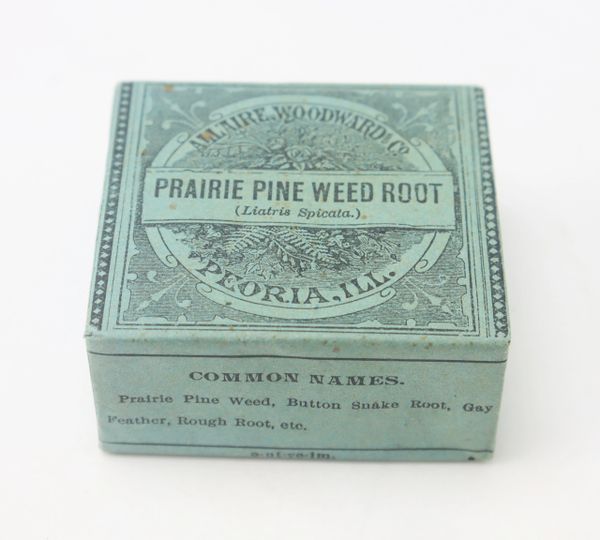 ALLAIRE, WOODWARD & Co.
PRAIRIE PINE WEED ROOT
(Liatris Spicata.)
PEORIA, ILL.
COMMON NAMES.
Prairie Pine Weed, Button Snake Root, Gay
Feather, Rough Root, etc.